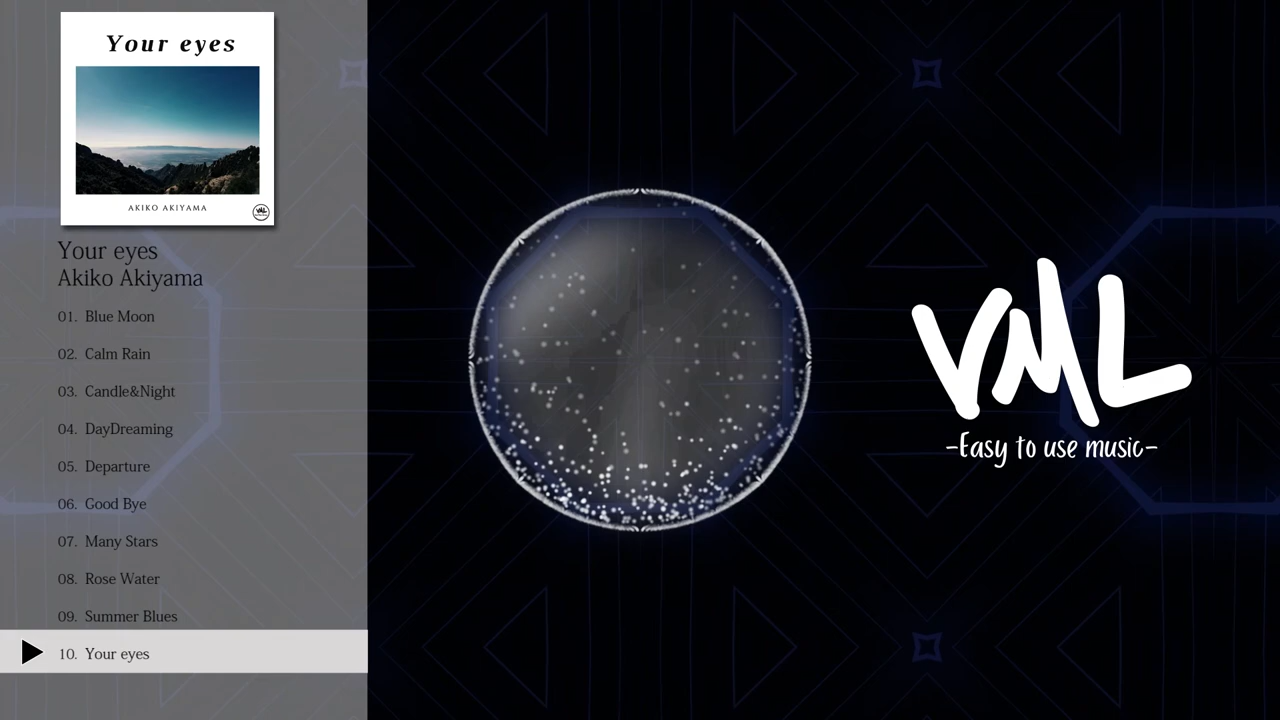 Your eyes
AKIKO AKIYAMA
VML
Your eyes
Akiko Akiyama
01. Blue Moon
02. Calm Rain
03. Candle&Night
04. DayDreaming
05. Departure
06. Good Bye
07. Many Stars
08. Rose Water
09. Summer Blues
10. Your eyes
VML
-Easy to use music-